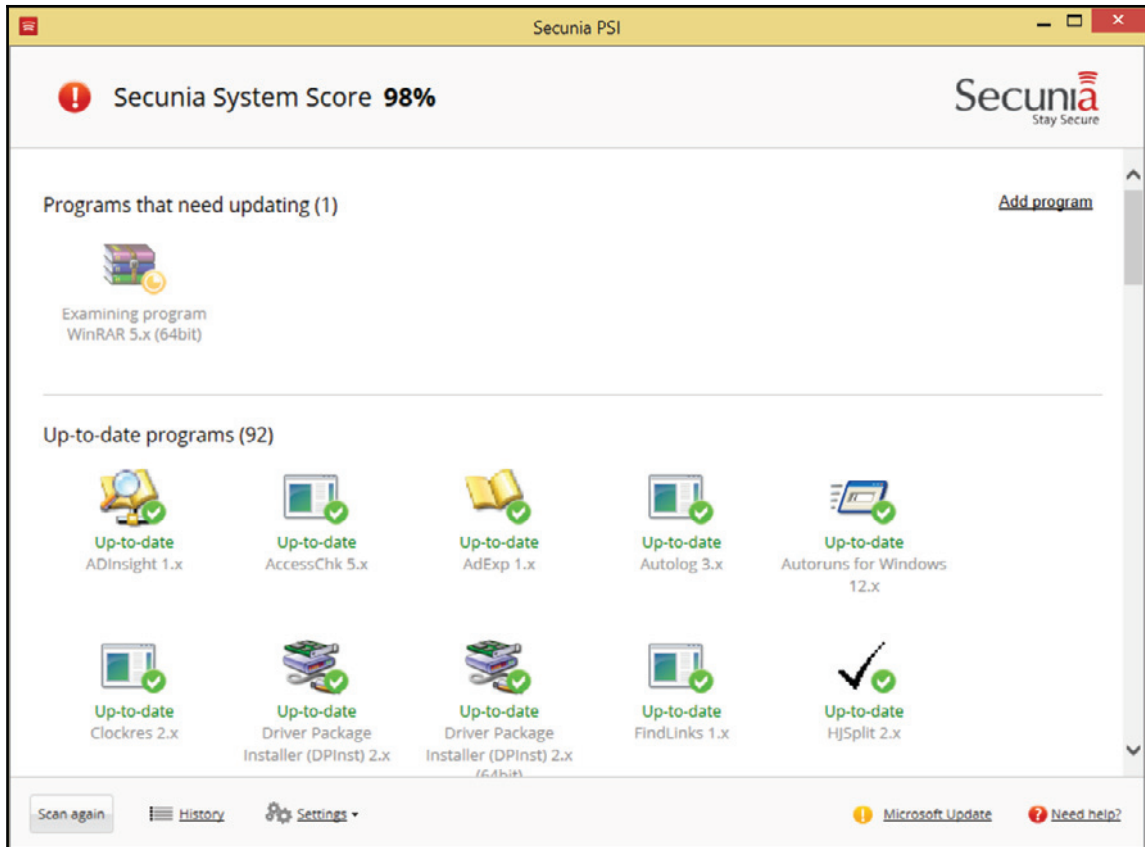 Secunia PSI
Secunia System Score 98%
Secunia
Stay Secure
Programs that need updating (1)
Add program
Examining program
WinRAR 5.x (64bit)
Up-to-date programs (92)
Up-to-date
ADInsight 1.x
Up-to-date
AccessChk 5.x
Up-to-date
AdExp 1.x
Up-to-date
Autolog 3.x
Up-to-date
Autoruns for Windows
12.x
Up-to-date
Clockres 2.x
Up-to-date
Driver Package
Installer (DPInst) 2.x
Up-to-date
Driver Package
Installer (DPInst) 2.x
(64bit)
Up-to-date
FindLinks 1.x
Up-to-date
HJSplit 2.x
Scan again
History
Settings
Microsoft Update
Need help?